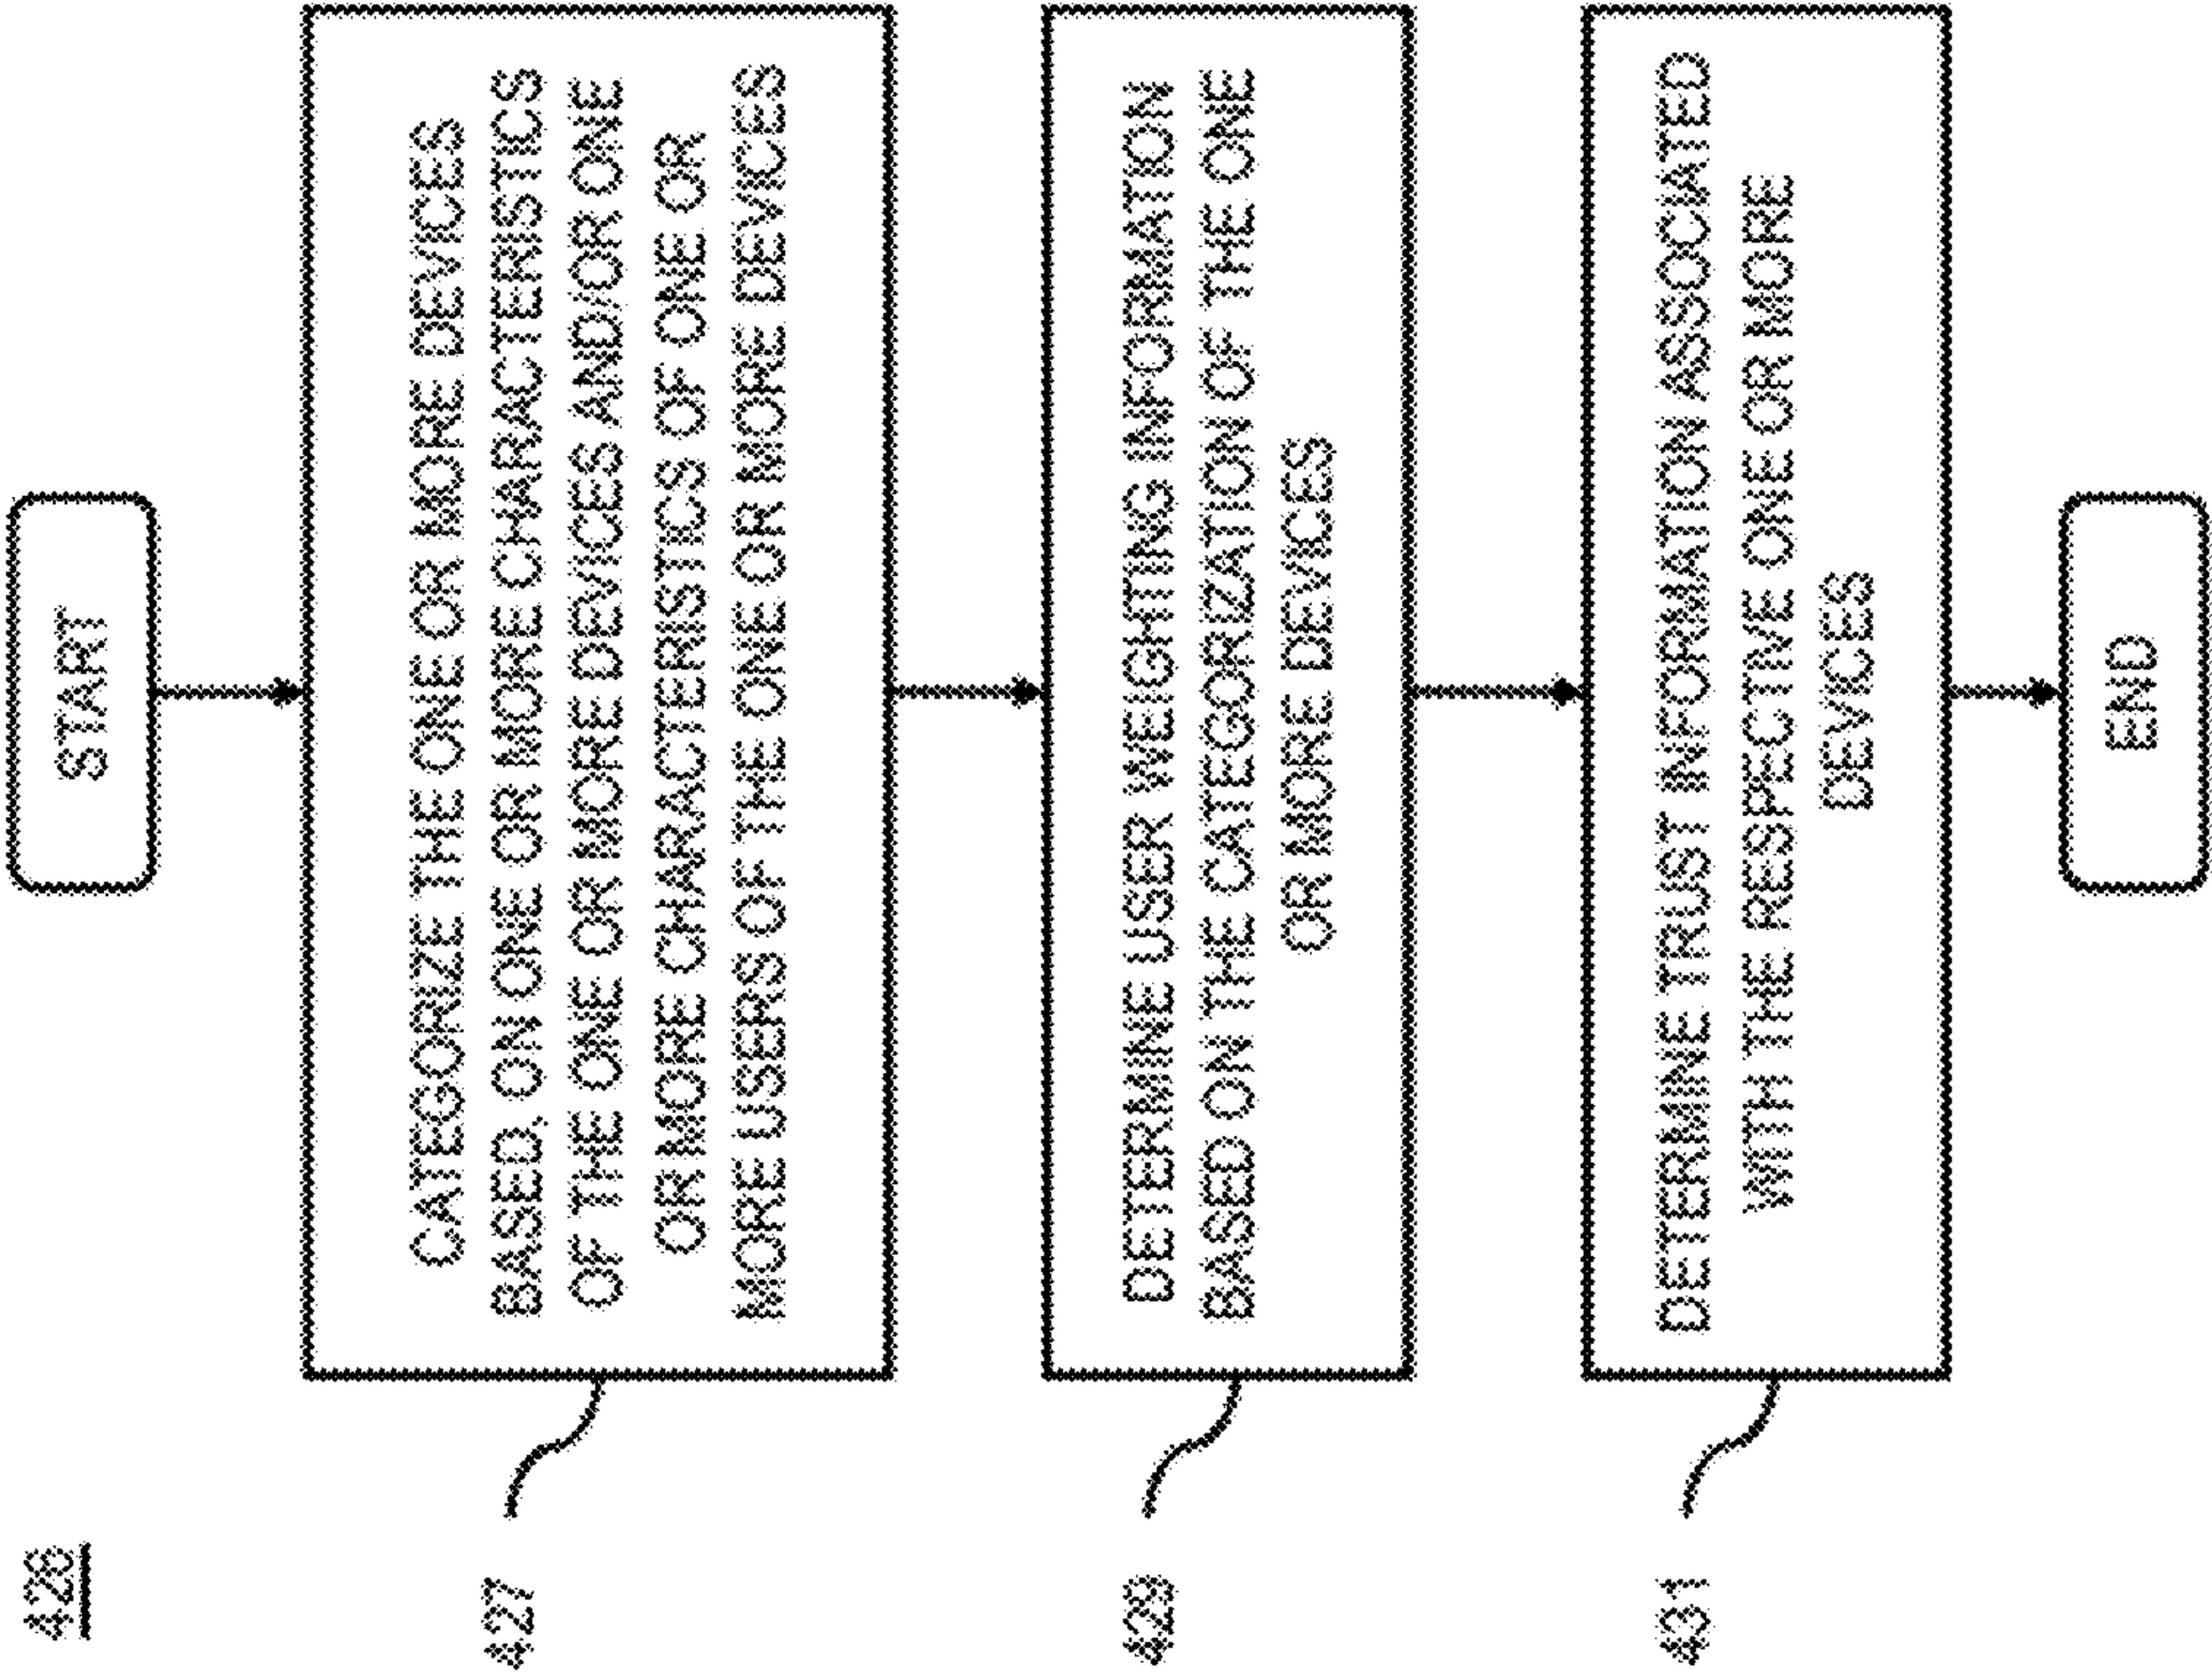 428
START
427
CATEGORIZE THE ONE OR MORE DEVICES
BASED, ON ONE OR MORE CHARACTERISTICS
OF THE ONE OR MORE DEVICES AND/OR ONE
OR MORE CHARACTERISTICS OF ONE OR
MORE USERS OF THE ONE OR MORE DEVICES
429
DETERMINE USER WEIGHTING INFORMATION
BASED ON THE CATEGORIZATION OF THE ONE
OR MORE DEVICES
431
DETERMINE TRUST INFORMATION ASSOCIATED
WITH THE RESPECTIVE ONE OR MORE
DEVICES
END